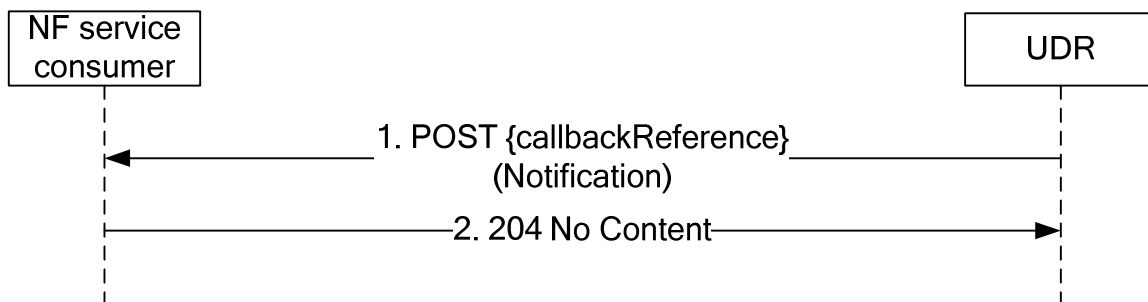 NF service
consumer
UDR
1. POST {callbackReference}
(Notification)
2. 204 No Content